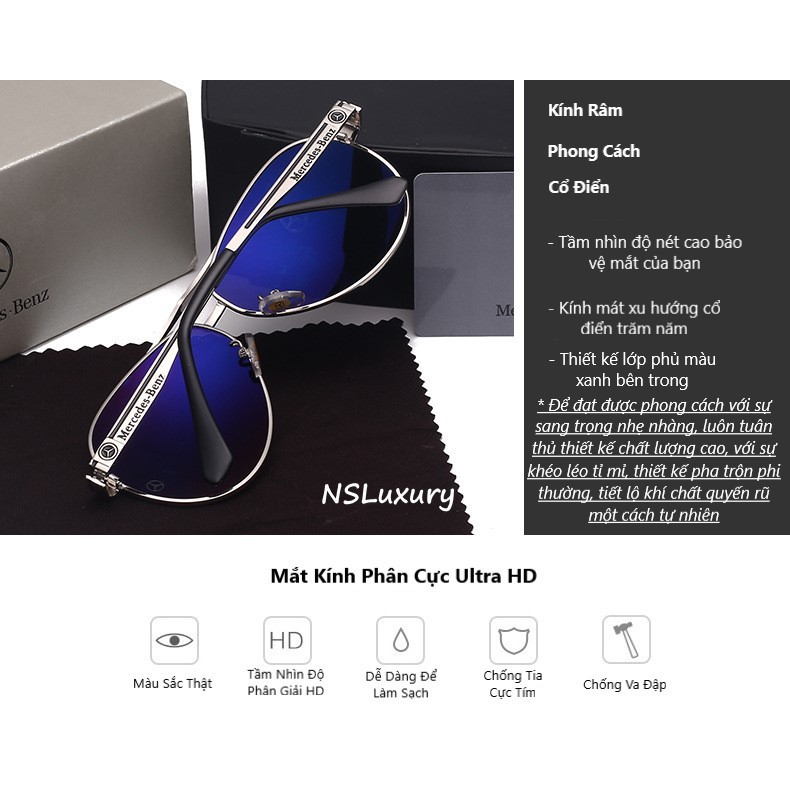 Mercedes-Benz
Mercedes-Benz
s-Benz
Me
NSLuxury
Kính Râm
Phong Cách
Cổ Điển
- Tầm nhìn độ nét cao bảo
vệ mắt của bạn
- Kính mát xu hướng cổ
điển trăm năm
- Thiết kế lớp phủ màu
xanh bên trong
* Để đạt được phong cách với sự
sang trọng nhẹ nhàng, luôn tuân
thủ thiết kế chất lượng cao, với sự
khéo léo tỉ mỉ, thiết kế pha trộn phi
thường, tiết lộ khí chất quyến rũ
một cách tự nhiên
Mắt Kính Phân Cực Ultra HD
HD
Màu Sắc Thật
Tầm Nhìn Độ
Phân Giải HD
Dễ Dàng Để
Làm Sạch
Chống Tia
Cực Tím
Chống Va Đập